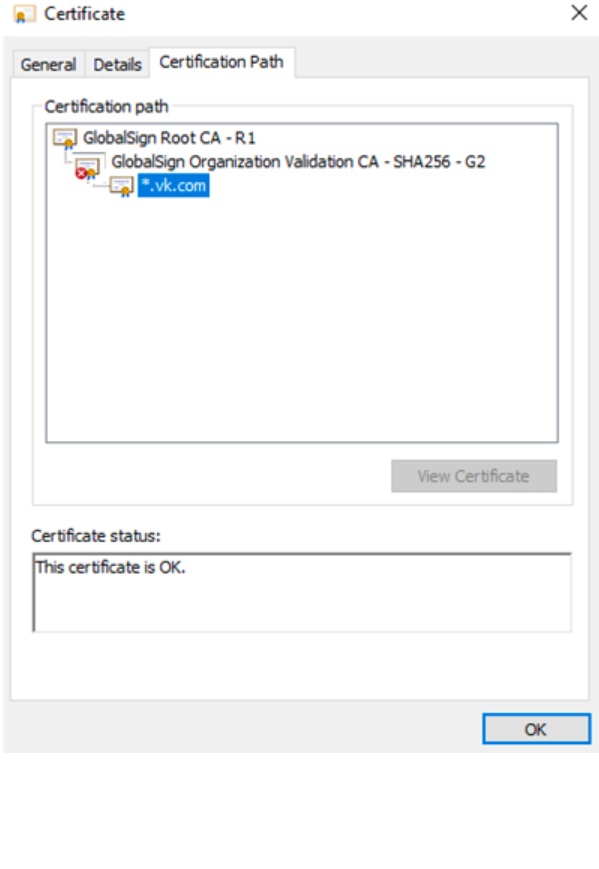 Certificate
General
Details
Certification Path
Certification path
GlobalSign Root CA - R1
GlobalSign Organization Validation CA - SHA256 - G2
*.vk.com
View Certificate
Certificate status:
This certificate is OK.
OK